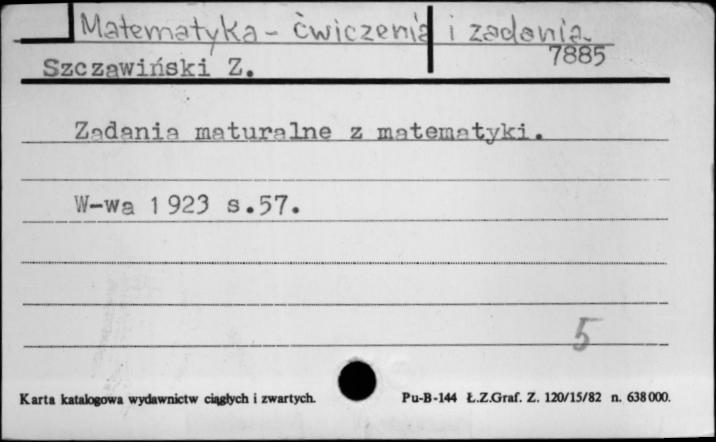 Matematyka - ćwiczenia i zadania
7885
Szczawiński Z.
Zadania maturalne z matematyki.
W-wa 1923 s.57.
5
Karta katalogowa wydawnictw ciągłych i zwartych.
Pu-B-144 Ł.Z.Graf. Z. 120/15/82 n. 638000.